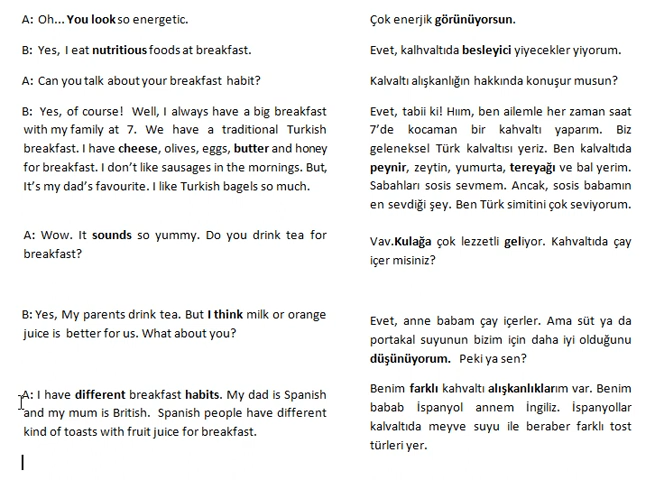 A: Oh... You look so energetic.
B: Yes, I eat nutritious foods at breakfast.
A: Can you talk about your breakfast habit?
B: Yes, of course! Well, I always have a big breakfast
with my family at 7. We have a traditional Turkish
breakfast. I have cheese, olives, eggs, butter and honey
for breakfast. I don't like sausages in the mornings. But,
It's my dad's favourite. I like Turkish bagels so much.
A: Wow. It sounds so yummy. Do you drink tea for
breakfast?
B: Yes, My parents drink tea. But I think milk or orange
juice is better for us. What about you?
A: I have different breakfast habits. My dad is Spanish
and my mum is British. Spanish people have different
kind of toasts with fruit juice for breakfast.
Çok enerjik görünüyorsun.
Evet, kalhvaltıda besleyici yiyecekler yiyorum.
Kalvaltı alışkanlığın hakkında konuşur musun?
Evet, tabii ki! Hıım, ben ailemle her zaman saat
7'de kocaman bir kahvaltı yaparım. Biz
geleneksel Türk kalvaltısı yeriz. Ben kalvaltıda
peynir, zeytin, yumurta, tereyağı ve bal yerim.
Sabahları sosis sevmem. Ancak, sosis babamın
en sevdiği şey. Ben Türk simitini çok seviyorum.
Vav.Kulağa çok lezzetli geliyor. Kahvaltıda çay
içer misiniz?
Evet, anne babam çay içerler. Ama süt ya da
portakal suyunun bizim için daha iyi olduğunu
düşünüyorum. Peki ya sen?
Benim farklı kahvaltı alışkanlıklarım var. Benim
babab İspanyol annem İngiliz. İspanyollar
kalvaltıda meyve suyu ile beraber farklı tost
türleri yer.